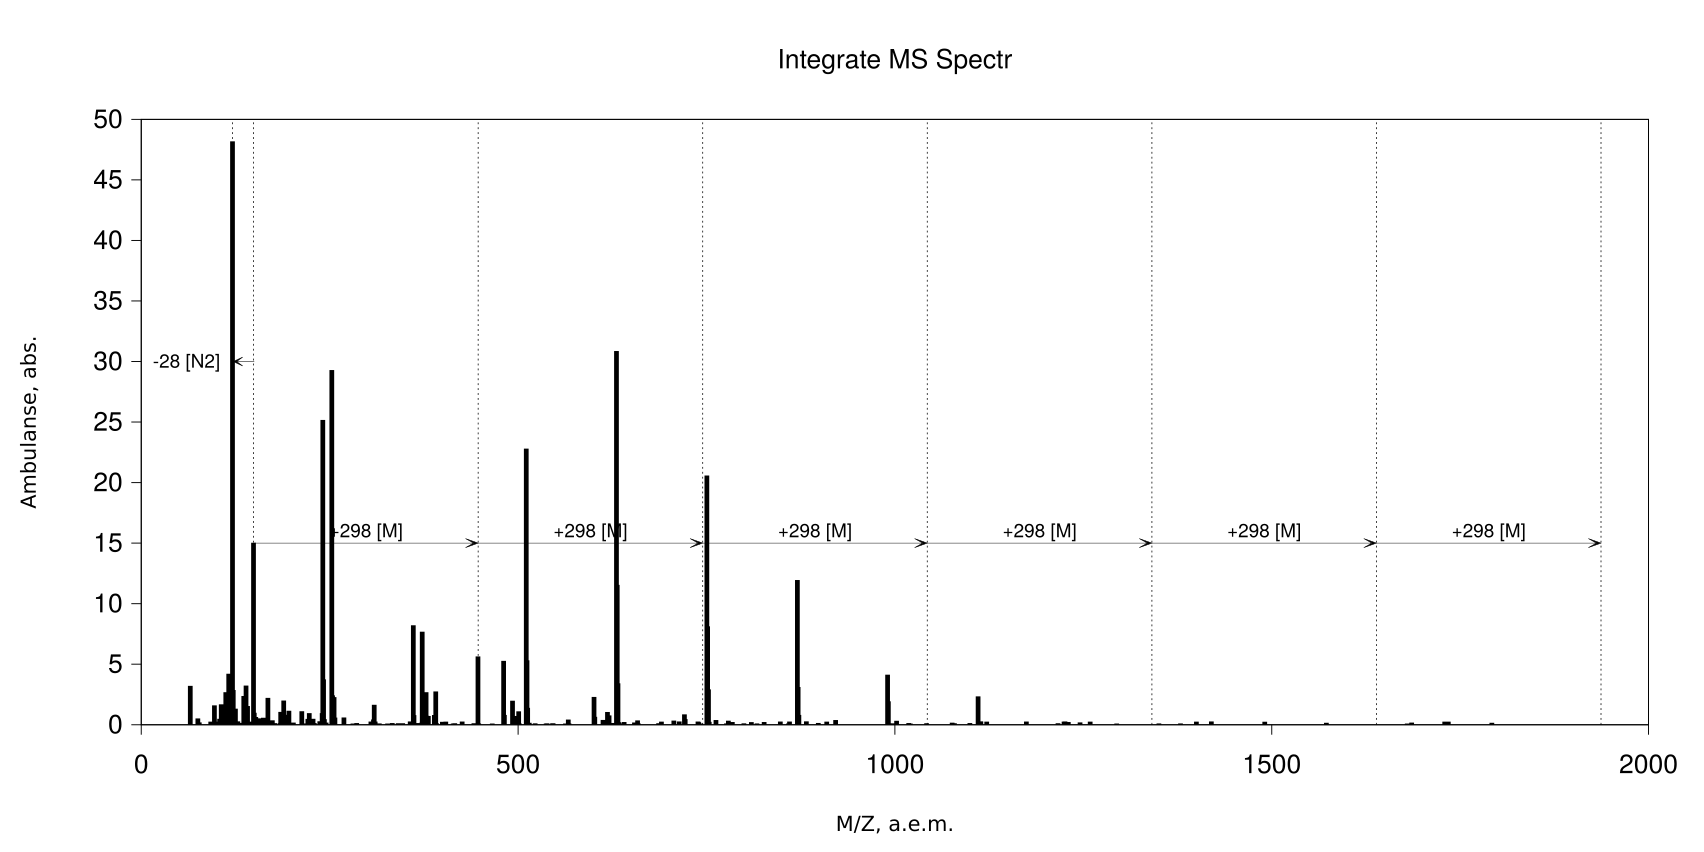 Integrate MS Spectr
50
45
40
35
30
25
20
15
10
5
0
Ambulanse, abs.
-28 [N2]
+298 [M]
+298 [M]
+298 [M]
+298 [M]
+298 [M]
+298 [M]
0
500
1000
1500
2000
M/Z, a.e.m.